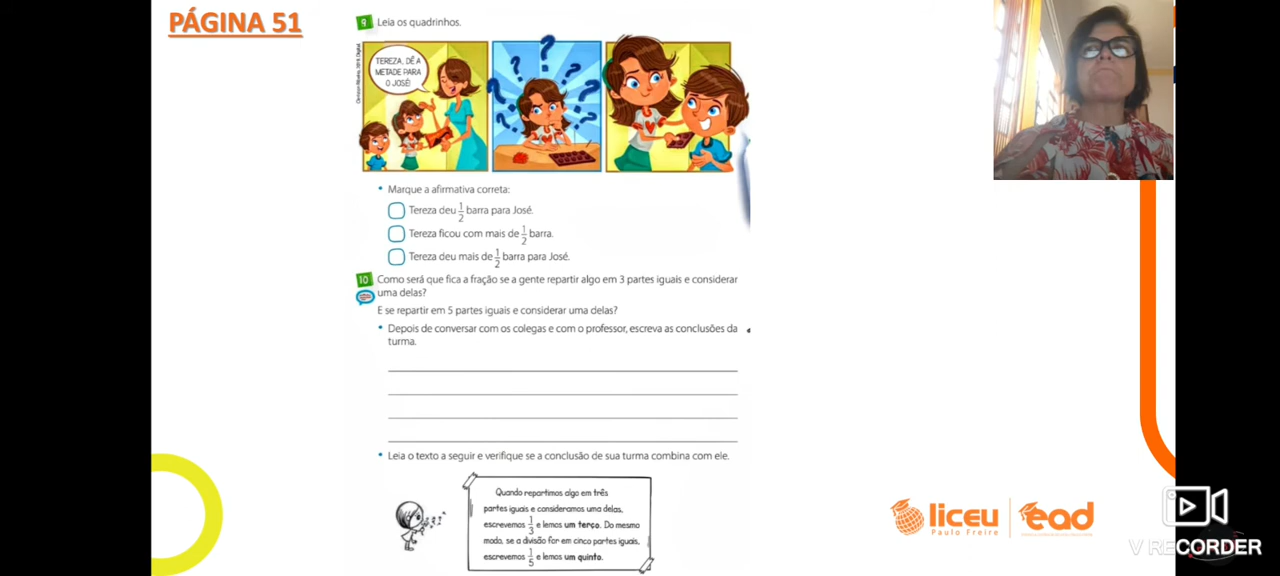 PÁGINA 51
9 Leia os quadrinhos.
TEREZA, DÊ A
METADE PARA
O JOSÉ!
• Marque a afirmativa correta:
Tereza deu 1/2 barra para José.
Tereza ficou com mais de 1/2 barra.
Tereza deu mais de 1/2 barra para José.
10 Como será que fica a fração se a gente repartir algo em 3 partes iguais e considerar
uma delas?
E se repartir em 5 partes iguais e considerar uma delas?
• Depois de conversar com os colegas e com o professor, escreva as conclusões da
turma.
• Leia o texto a seguir e verifique se a conclusão de sua turma combina com ele.
Quando repartimos algo em três
partes iguais e consideramos uma delas,
escrevemos 1/3 e lemos um terço. Do mesmo
modo, se a divisão for em cinco partes iguais,
escrevemos 1/5 e lemos um quinto.
liceu
Paulo Freire
ead
V RECORDER